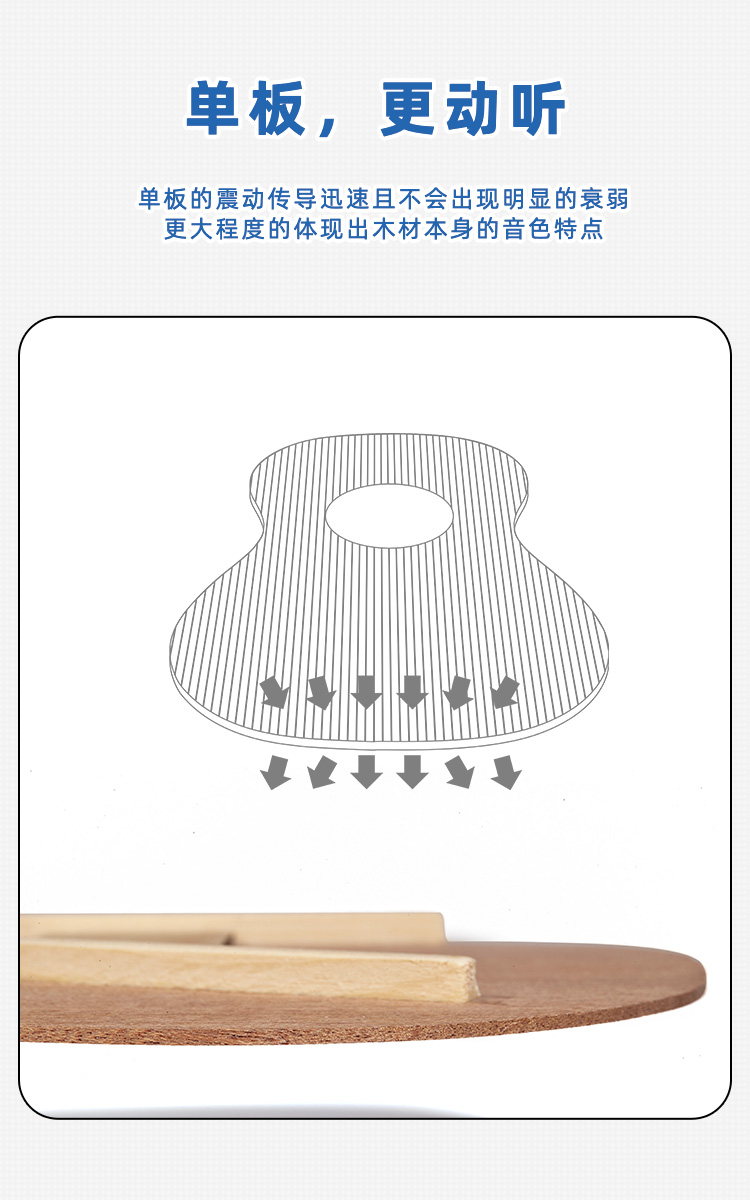 单板，更动听
单板的震动传导迅速且不会出现明显的衰弱
更大程度的体现出木材本身的音色特点